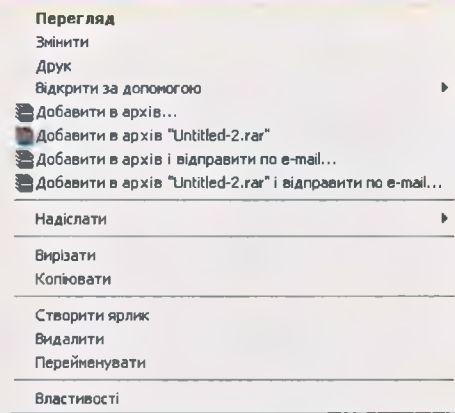 Перегляд
Змінити
Друк
Відкрити за допомогою
Добавити в архів...
Добавити в архів "Untitled-2.rar"
Добавити в архів і відправити по e-mail...
Добавити в архів "Untitled-2.rar" і відправити по e-mail...
Надіслати
Вирізати
Копіювати
Створити ярлик
Видалити
Перейменувати
Властивості